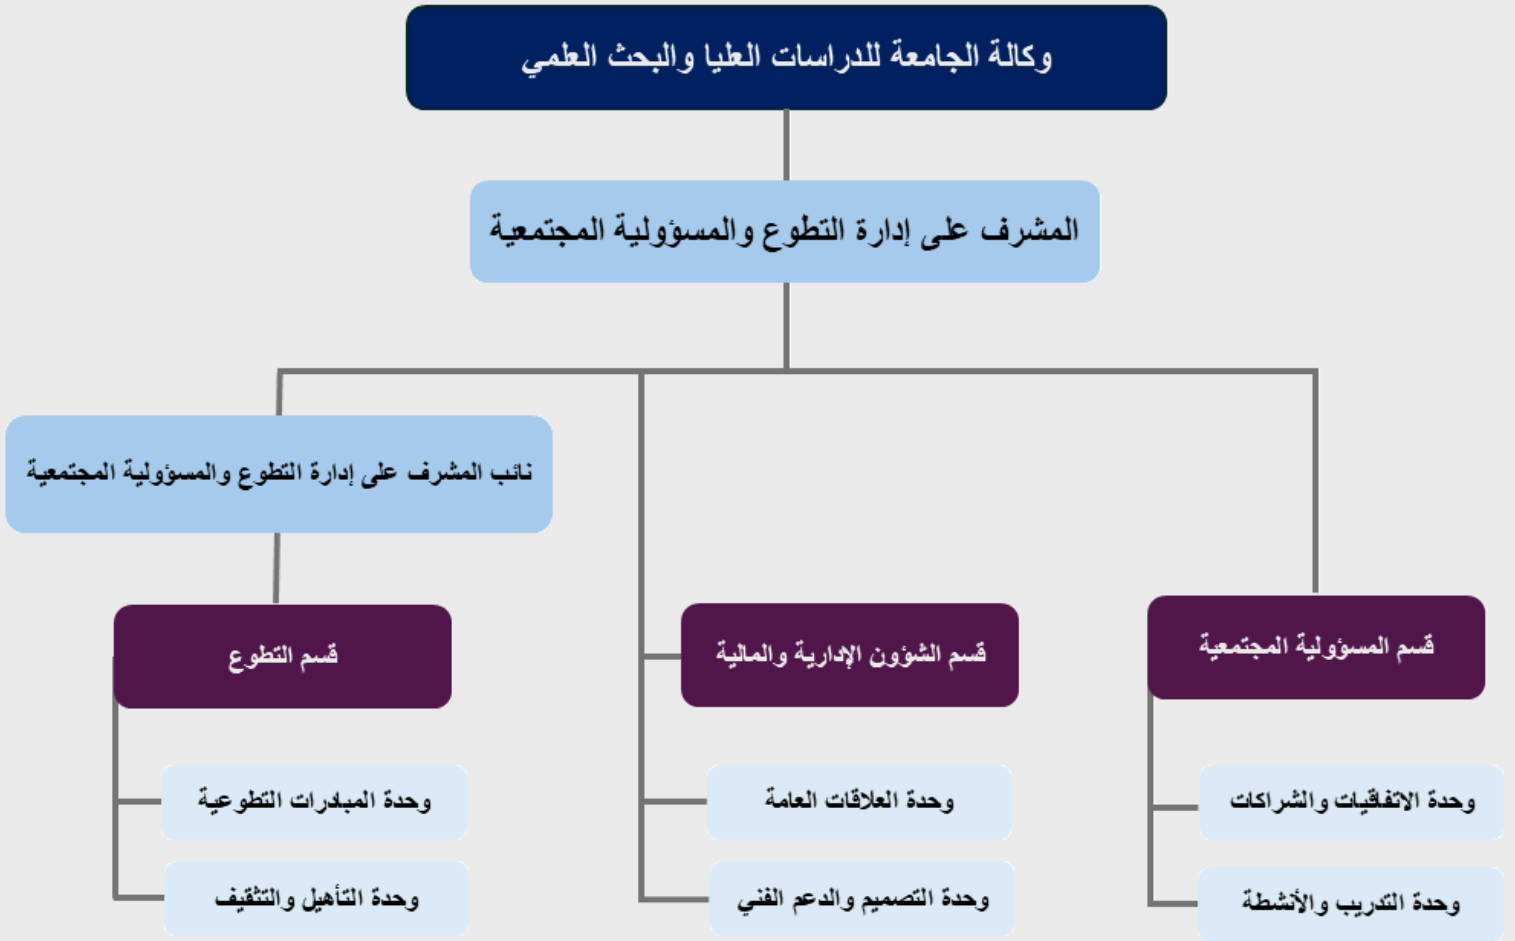 وكالة الجامعة للدراسات العليا والبحث العلمي
المشرف على إدارة التطوع والمسؤولية المجتمعية
نائب المشرف على إدارة التطوع والمسؤولية المجتمعية
قسم المسؤولية المجتمعية
قسم الشؤون الإدارية والمالية
قسم التطوع
وحدة الاتفاقيات والشراكات
وحدة العلاقات العامة
وحدة المبادرات التطوعية
وحدة التدريب والأنشطة
وحدة التصميم والدعم الفني
وحدة التأهيل والتثقيف